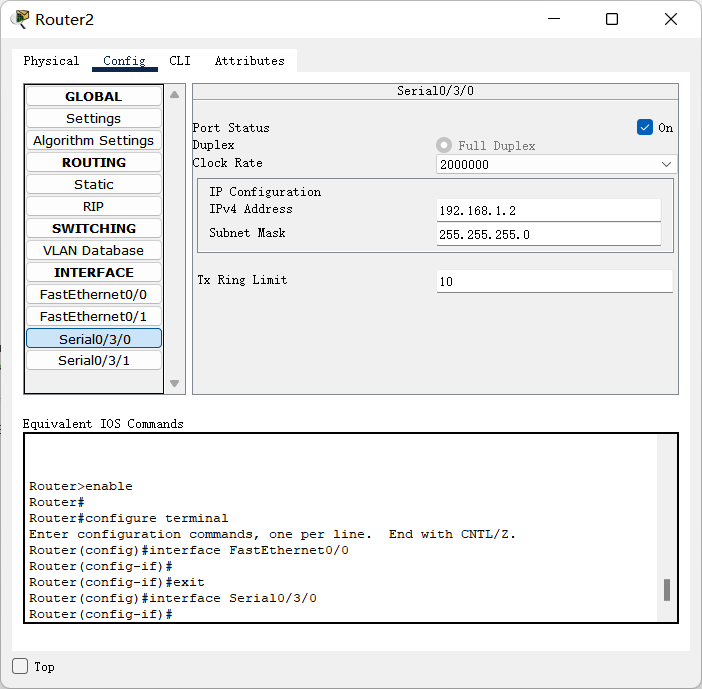 Router2
Physical Config CLI Attributes
GLOBAL
Settings
Algorithm Settings
ROUTING
Static
RIP
SWITCHING
VLAN Database
INTERFACE
FastEthernet0/0
FastEthernet0/1
Serial0/3/0
Serial0/3/1
Serial0/3/0
Port Status On
Duplex Full Duplex
Clock Rate 2000000
IP Configuration
IPv4 Address 192.168.1.2
Subnet Mask 255.255.255.0
Tx Ring Limit 10
Equivalent IOS Commands
Router>enable
Router#
Router#configure terminal
Enter configuration commands, one per line.  End with CNTL/Z.
Router(config)#interface FastEthernet0/0
Router(config-if)#
Router(config-if)#exit
Router(config)#interface Serial0/3/0
Router(config-if)#
Top